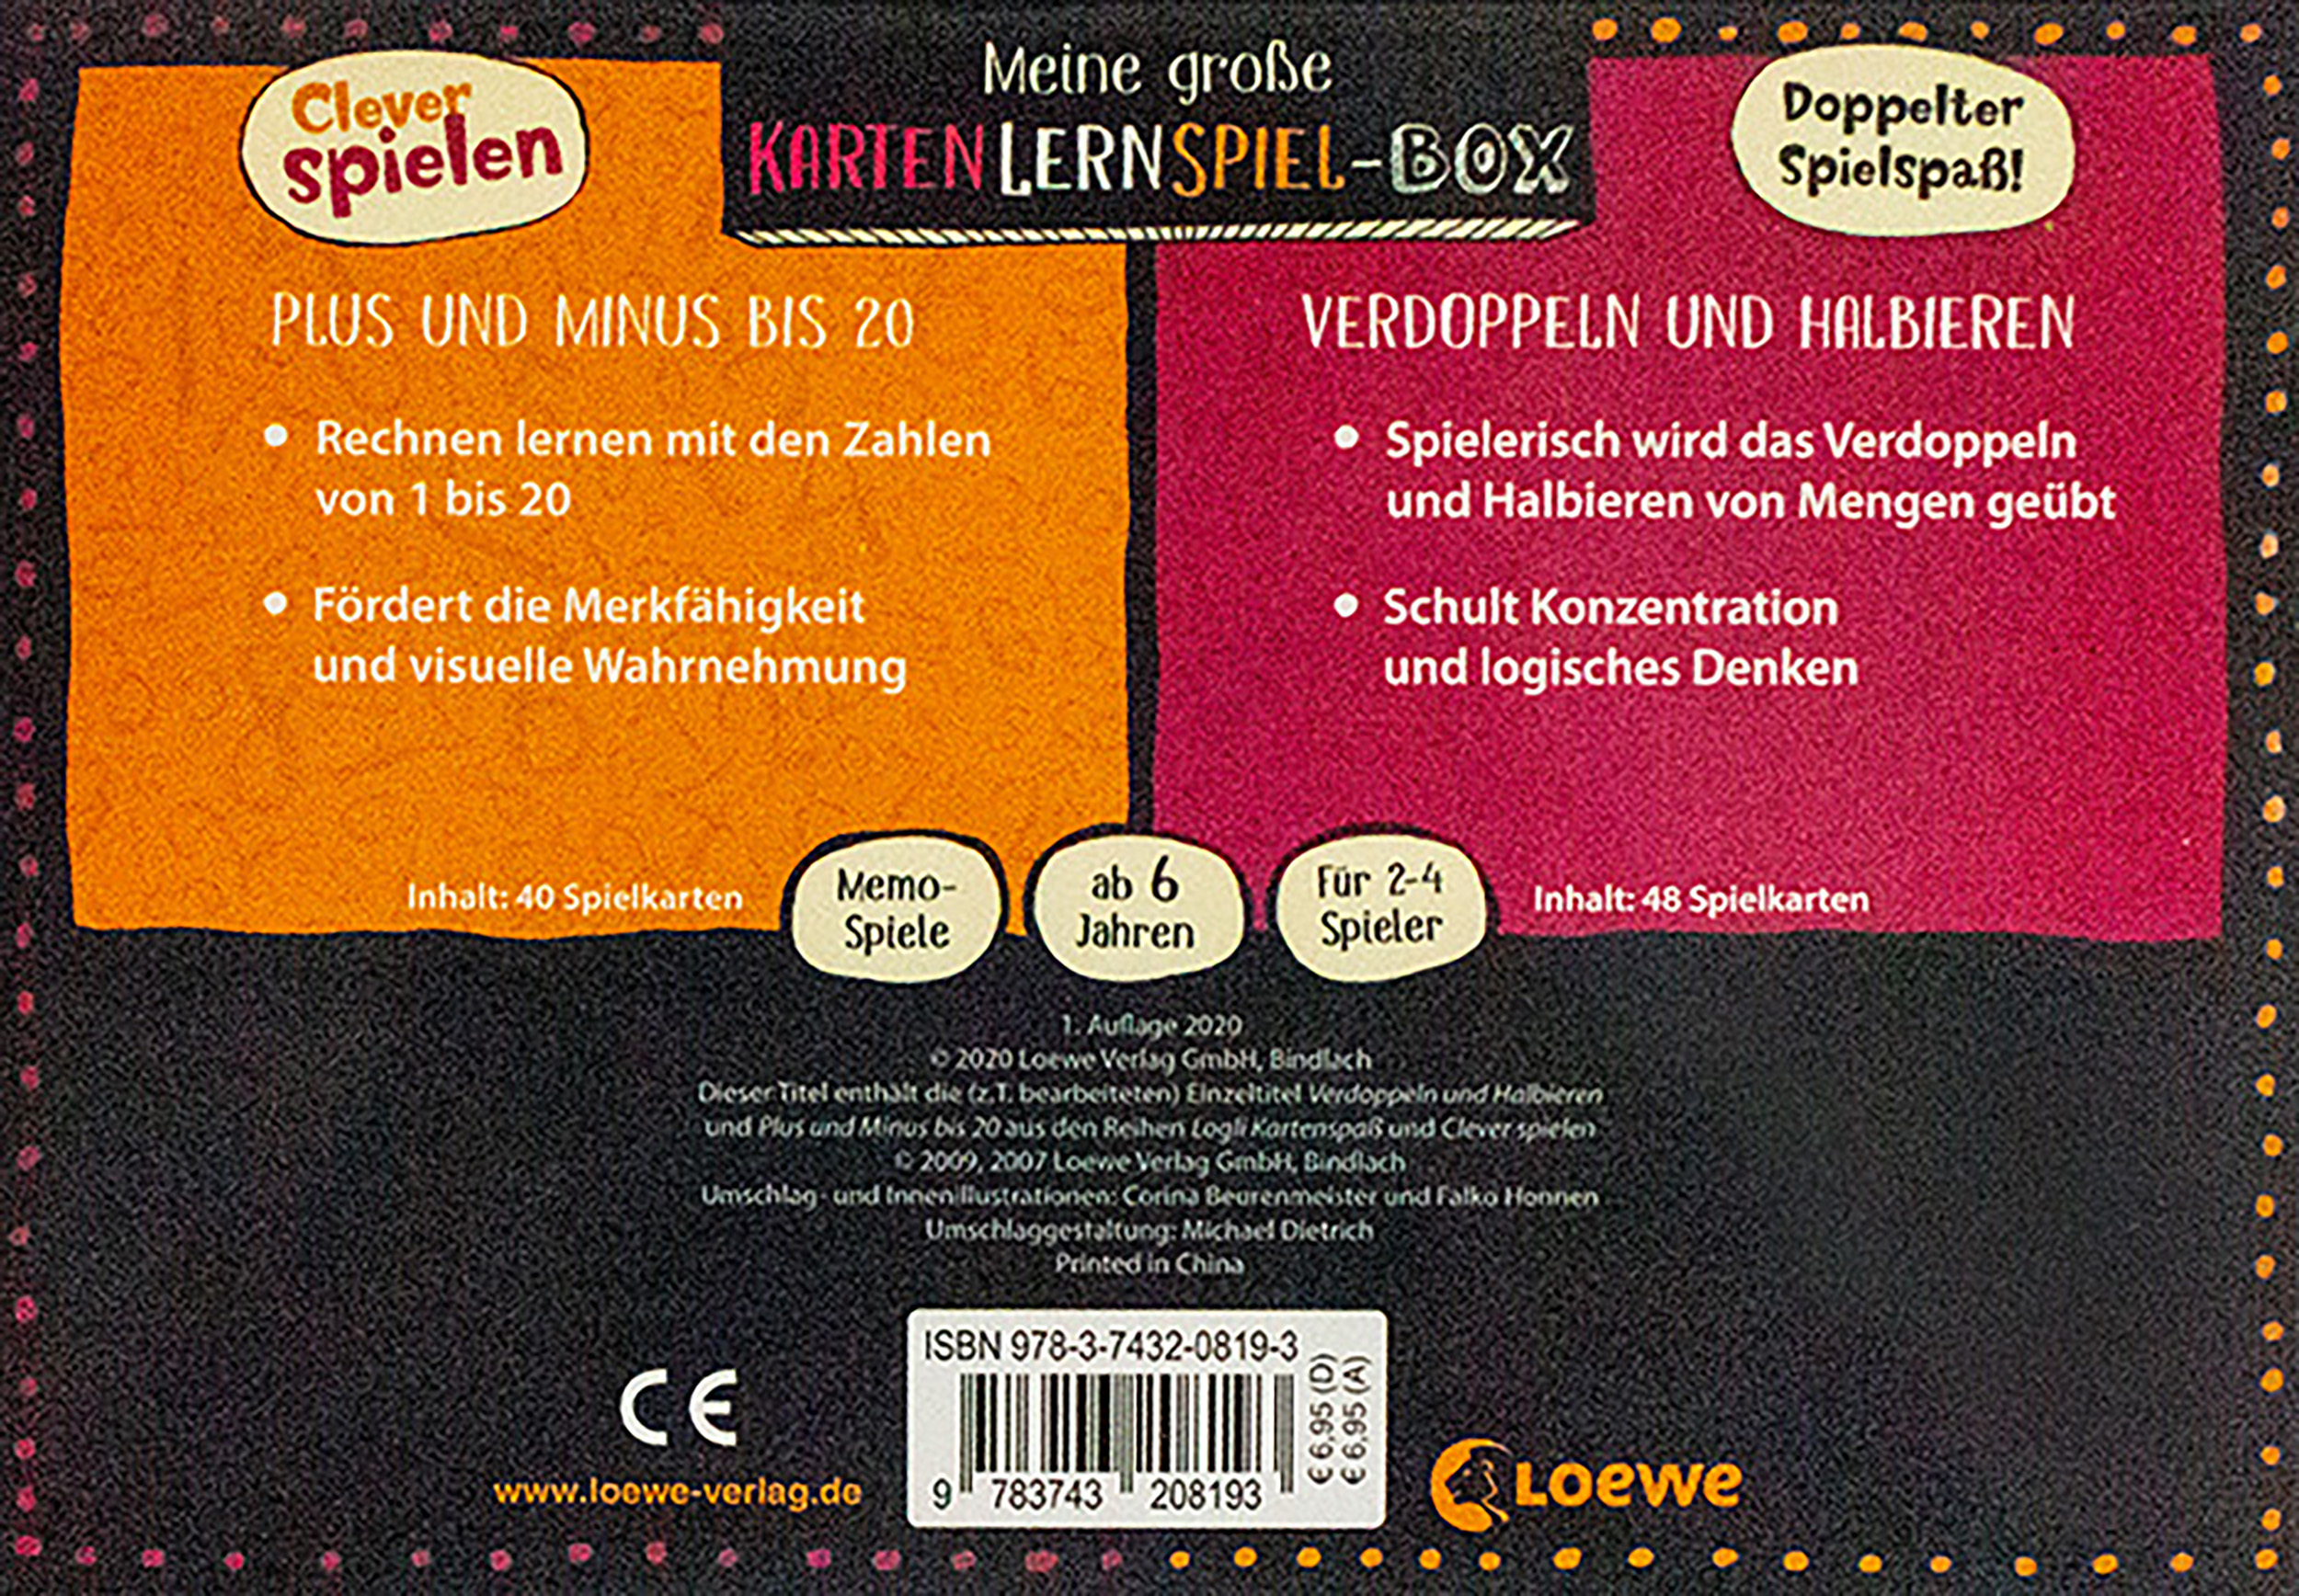 Clever
spielen
Meine große
KARTENLERNSPIEL-BOX
Doppelter
Spielspaß!
PLUS UND MINUS BIS 20
• Rechnen lernen mit den Zahlen
von 1 bis 20
• Fördert die Merkfähigkeit
und visuelle Wahrnehmung
Inhalt: 40 Spielkarten
VERDOPPELN UND HALBIEREN
• Spielerisch wird das Verdoppeln
und Halbieren von Mengen geübt
• Schult Konzentration
und logisches Denken
Inhalt: 48 Spielkarten
Memo-
Spiele
ab 6
Jahren
Für 2-4
Spieler
1. Auflage 2020
© 2020 Loewe Verlag GmbH, Bindlach
Dieser Titel enthält die (z.T. bearbeiteten) Einzeltitel Verdoppeln und Halbieren
und Plus und Minus bis 20 aus den Reihen Logli Kartenspaß und Clever spielen
© 2009, 2007 Loewe Verlag GmbH, Bindlach
Umschlag- und Innenillustrationen: Corina Beurenmeister und Falko Honnen
Umschlaggestaltung: Michael Dietrich
Printed in China
CE
www.loewe-verlag.de
ISBN 978-3-7432-0819-3
9 783743 208193
€ 6,95 (D)
€ 6,95 (A)
Loewe